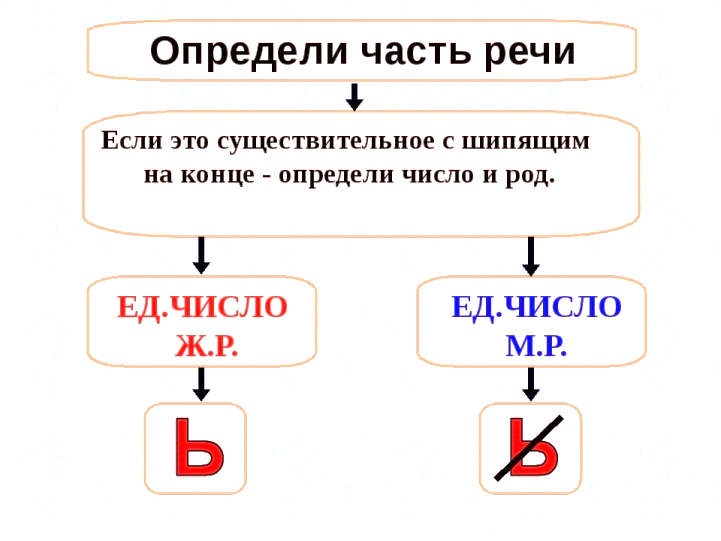 Определи часть речи
Если это существительное с шипящим
на конце - определи число и род.
ЕД.ЧИСЛО
Ж.Р.
ЕД.ЧИСЛО
М.Р.
Ь
Ь